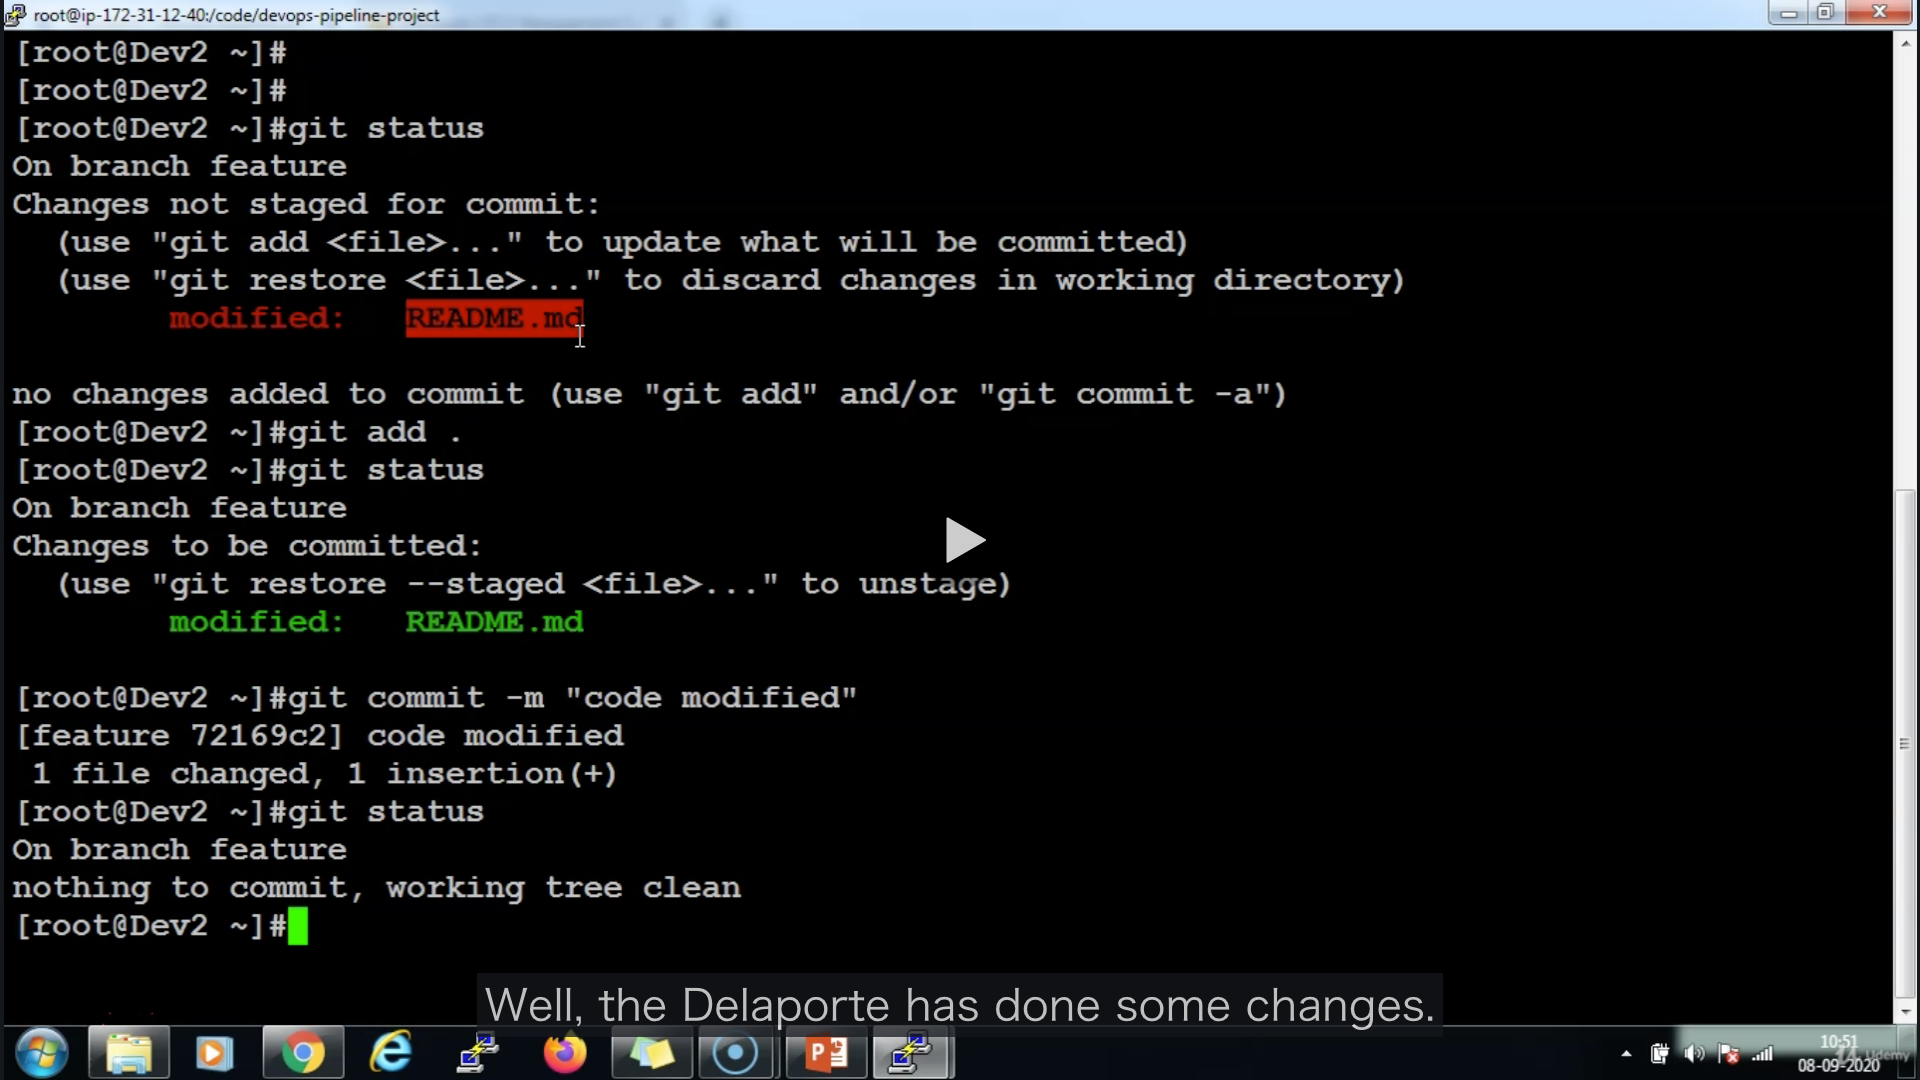 root@ip-172-31-12-40:/code/devops-pipeline-project
[root@Dev2 ~]#
[root@Dev2 ~]#
[root@Dev2 ~]#git status
On branch feature
Changes not staged for commit:
  (use "git add <file>..." to update what will be committed)
  (use "git restore <file>..." to discard changes in working directory)
        modified:   README.md
no changes added to commit (use "git add" and/or "git commit -a")
[root@Dev2 ~]#git add .
[root@Dev2 ~]#git status
On branch feature
Changes to be committed:
  (use "git restore --staged <file>..." to unstage)
        modified:   README.md
[root@Dev2 ~]#git commit -m "code modified"
[feature 72169c2] code modified
 1 file changed, 1 insertion(+)
[root@Dev2 ~]#git status
On branch feature
nothing to commit, working tree clean
[root@Dev2 ~]#
Well, the Delaporte has done some changes.
10:51
Udemy
08-09-2020